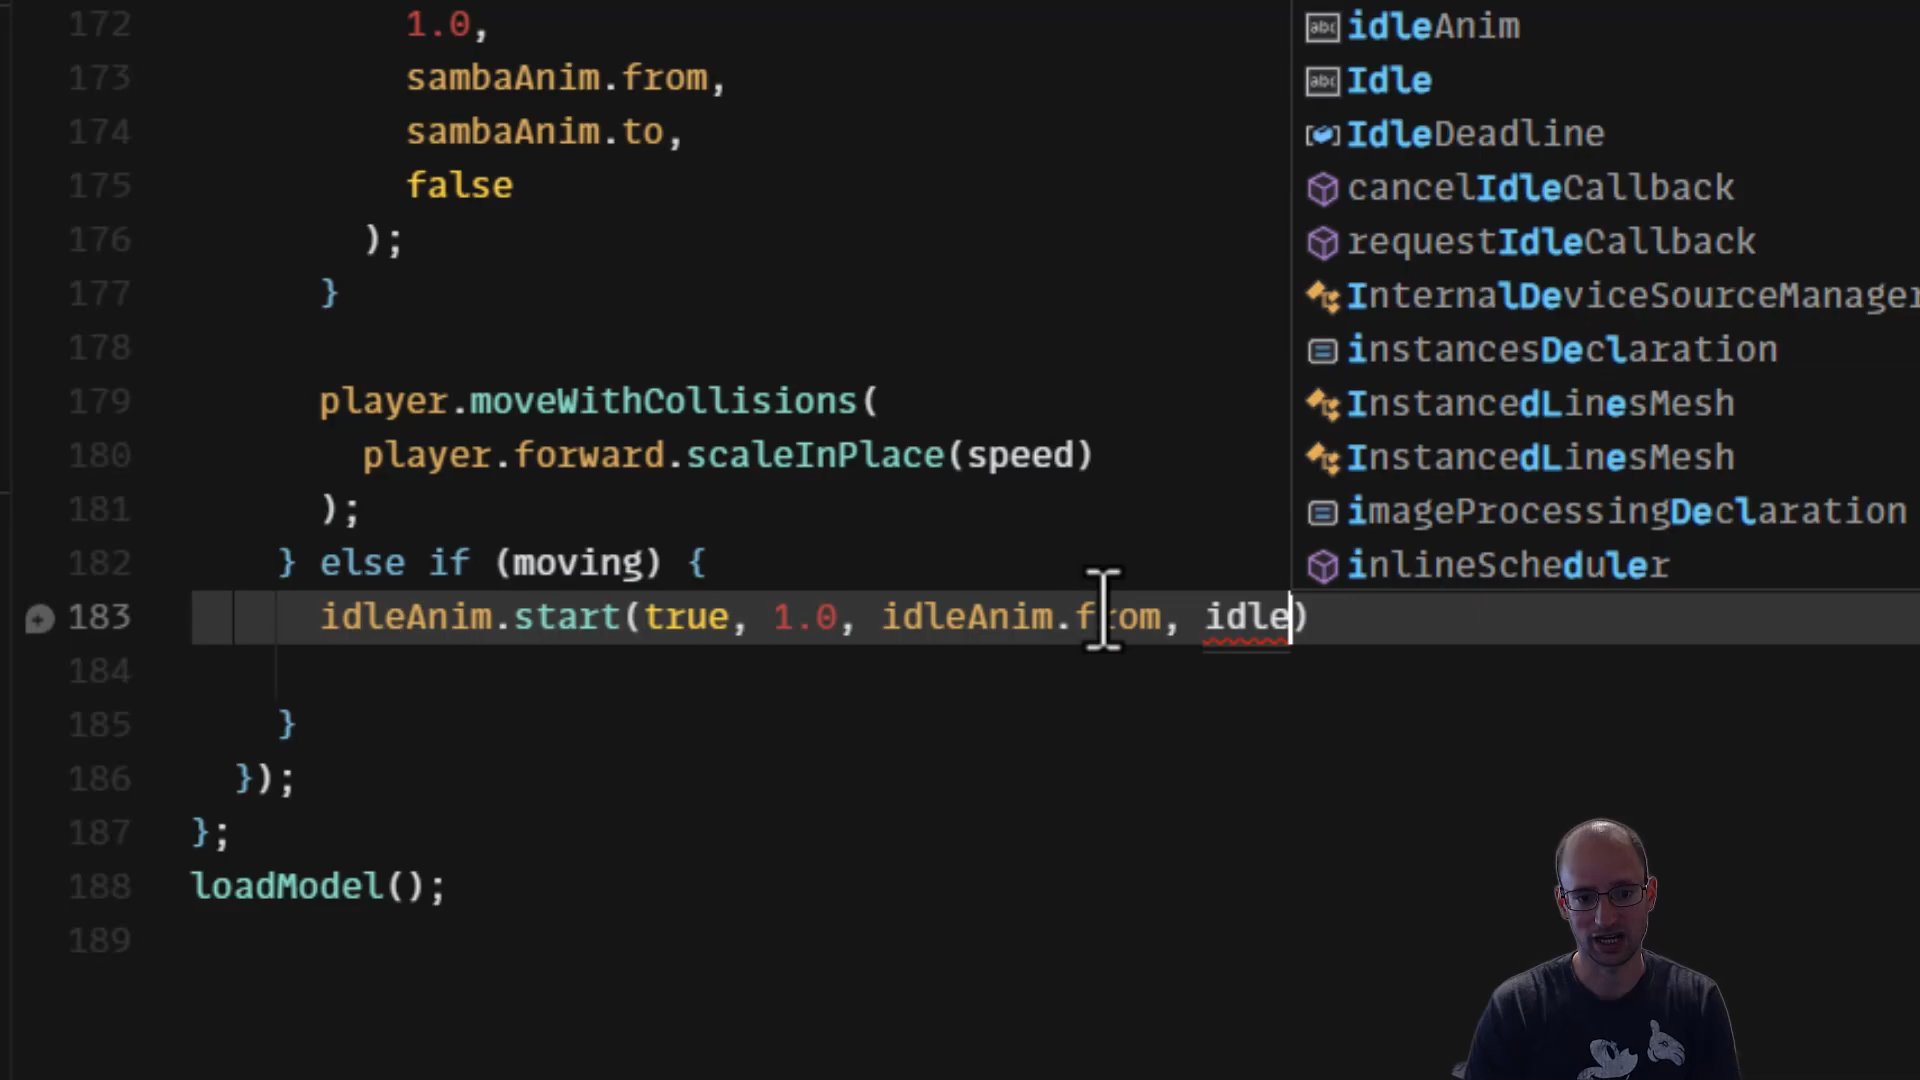 172 1.0,
173 sambaAnim.from,
174 sambaAnim.to,
175 false
176 );
177 }
178
179 player.moveWithCollisions(
180 player.forward.scaleInPlace(speed)
181 );
182 } else if (moving) {
183 idleAnim.start(true, 1.0, idleAnim.from, idle)
184
185 }
186 });
187 };
188 loadModel();
189
idleAnim
Idle
IdleDeadline
cancelIdleCallback
requestIdleCallback
InternalDeviceSourceManager
instancesDeclaration
InstancedLinesMesh
InstancedLinesMesh
imageProcessingDeclaration
inlineScheduler